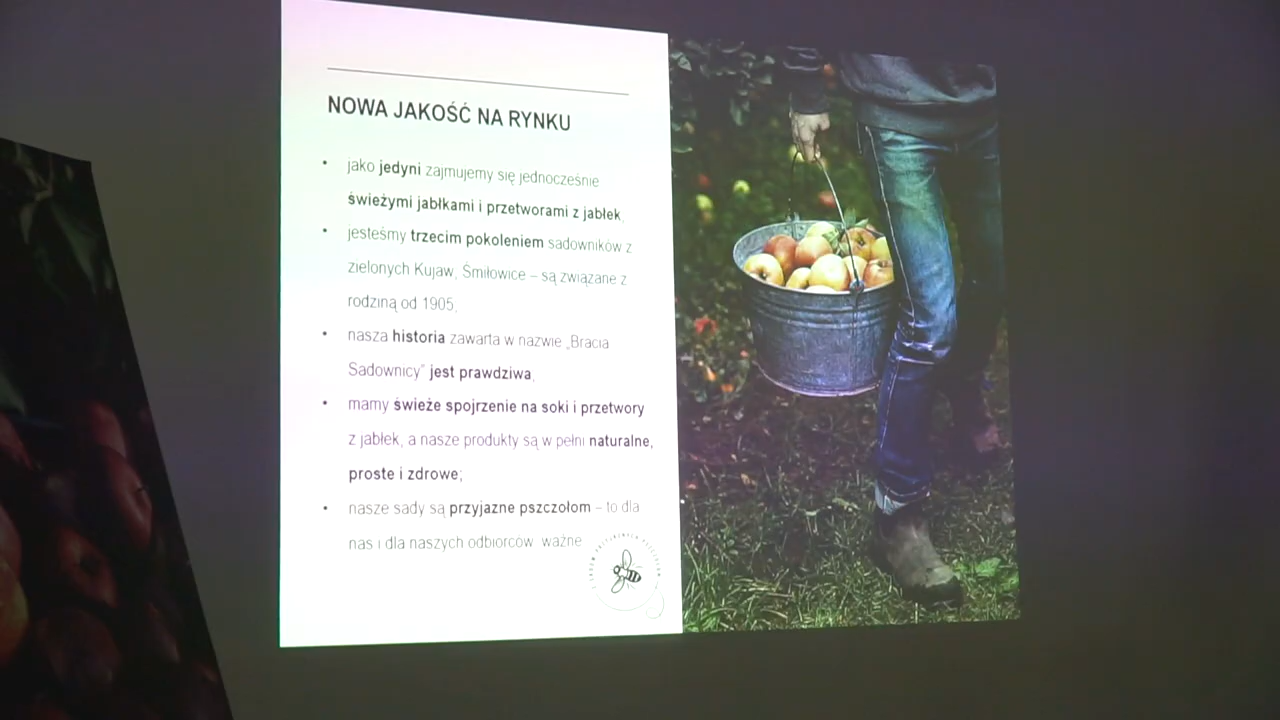 NOWA JAKOŚĆ NA RYNKU
• jako jedyni zajmujemy się jednocześnie
świeżymi jabłkami i przetworami z jabłek,
• jesteśmy trzecim pokoleniem sadowników z
zielonych Kujaw, Śmiłowice – są związane z
rodziną od 1905,
• nasza historia zawarta w nazwie „Bracia
Sadownicy” jest prawdziwa,
• mamy świeże spojrzenie na soki i przetwory
z jabłek, a nasze produkty są w pełni naturalne,
proste i zdrowe;
• nasze sady są przyjazne pszczołom – to dla
nas i dla naszych odbiorców ważne